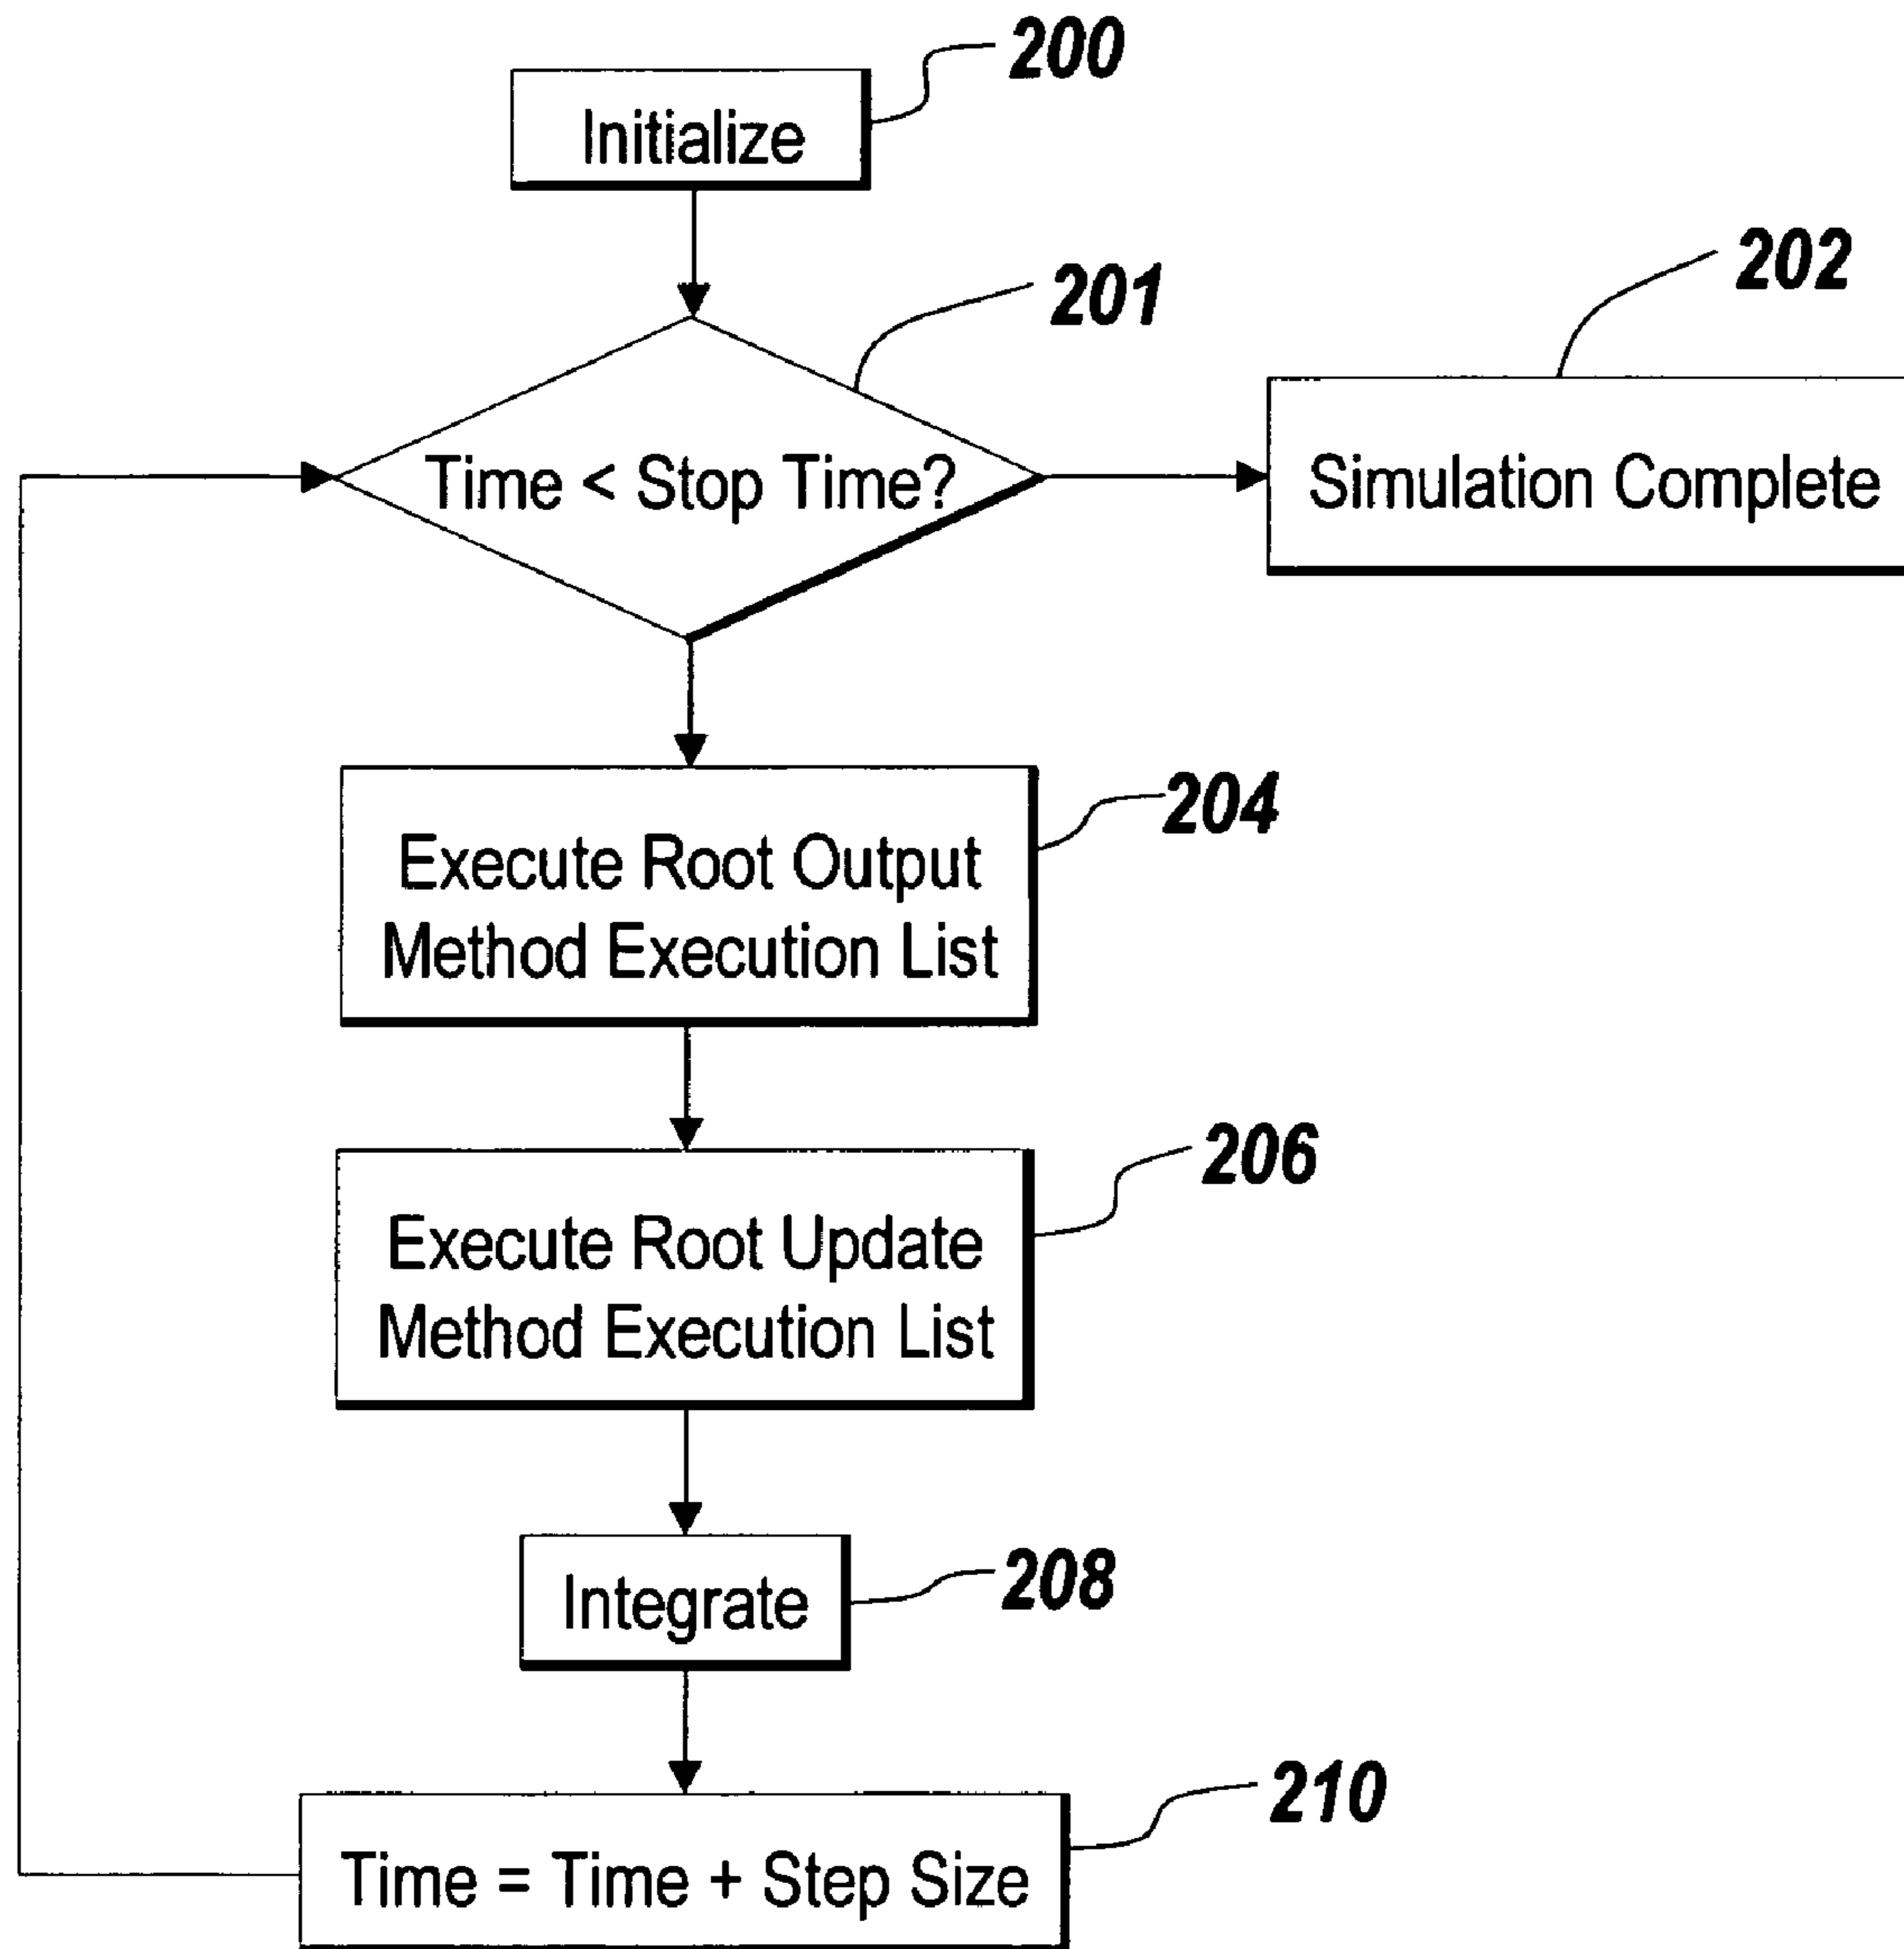 200
Initialize
201
202
Time < Stop Time?
Simulation Complete
204
Execute Root Output
Method Execution List
206
Execute Root Update
Method Execution List
208
Integrate
210
Time = Time + Step Size